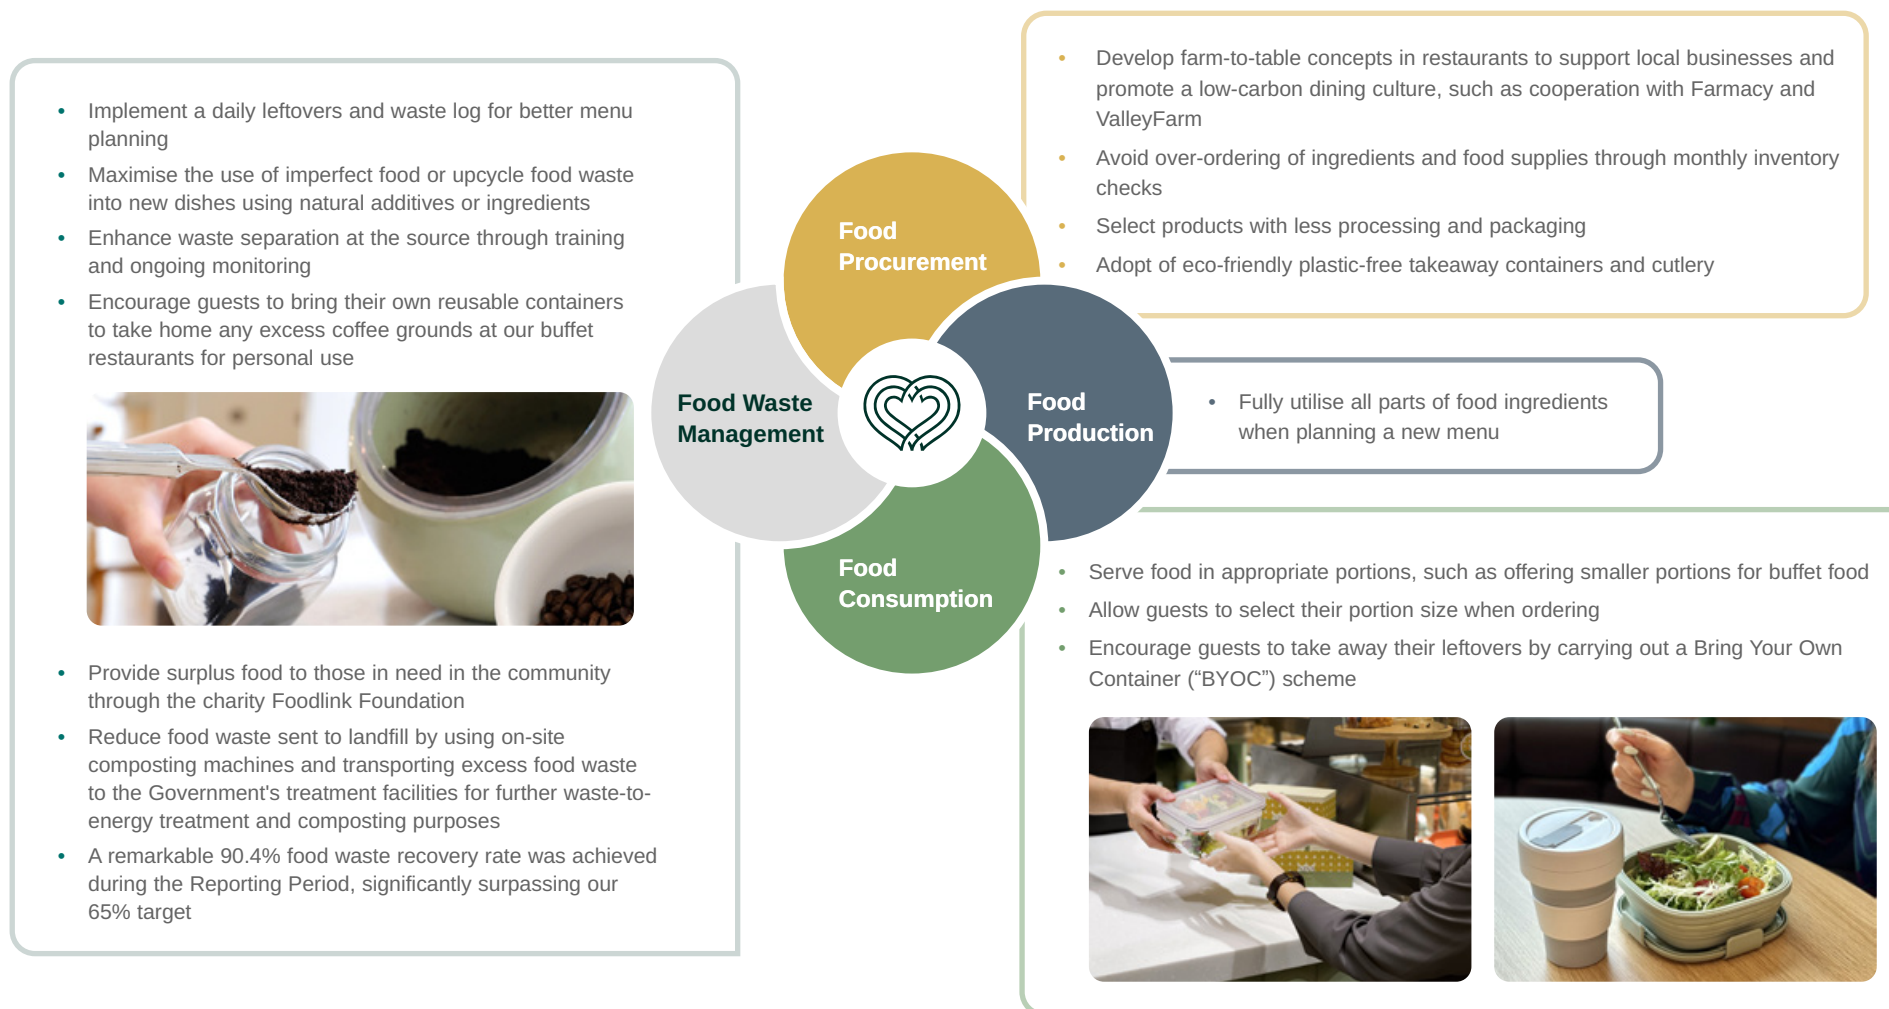 • Implement a daily leftovers and waste log for better menu
planning
• Maximise the use of imperfect food or upcycle food waste
into new dishes using natural additives or ingredients
• Enhance waste separation at the source through training
and ongoing monitoring
• Encourage guests to bring their own reusable containers
to take home any excess coffee grounds at our buffet
restaurants for personal use
• Provide surplus food to those in need in the community
through the charity Foodlink Foundation
• Reduce food waste sent to landfill by using on-site
composting machines and transporting excess food waste
to the Government's treatment facilities for further waste-to-
energy treatment and composting purposes
• A remarkable 90.4% food waste recovery rate was achieved
during the Reporting Period, significantly surpassing our
65% target
Food Waste
Management
Food
Procurement
Food
Production
Food
Consumption
• Develop farm-to-table concepts in restaurants to support local businesses and
promote a low-carbon dining culture, such as cooperation with Farmacy and
ValleyFarm
• Avoid over-ordering of ingredients and food supplies through monthly inventory
checks
• Select products with less processing and packaging
• Adopt of eco-friendly plastic-free takeaway containers and cutlery
• Fully utilise all parts of food ingredients
when planning a new menu
• Serve food in appropriate portions, such as offering smaller portions for buffet food
• Allow guests to select their portion size when ordering
• Encourage guests to take away their leftovers by carrying out a Bring Your Own
Container (“BYOC”) scheme